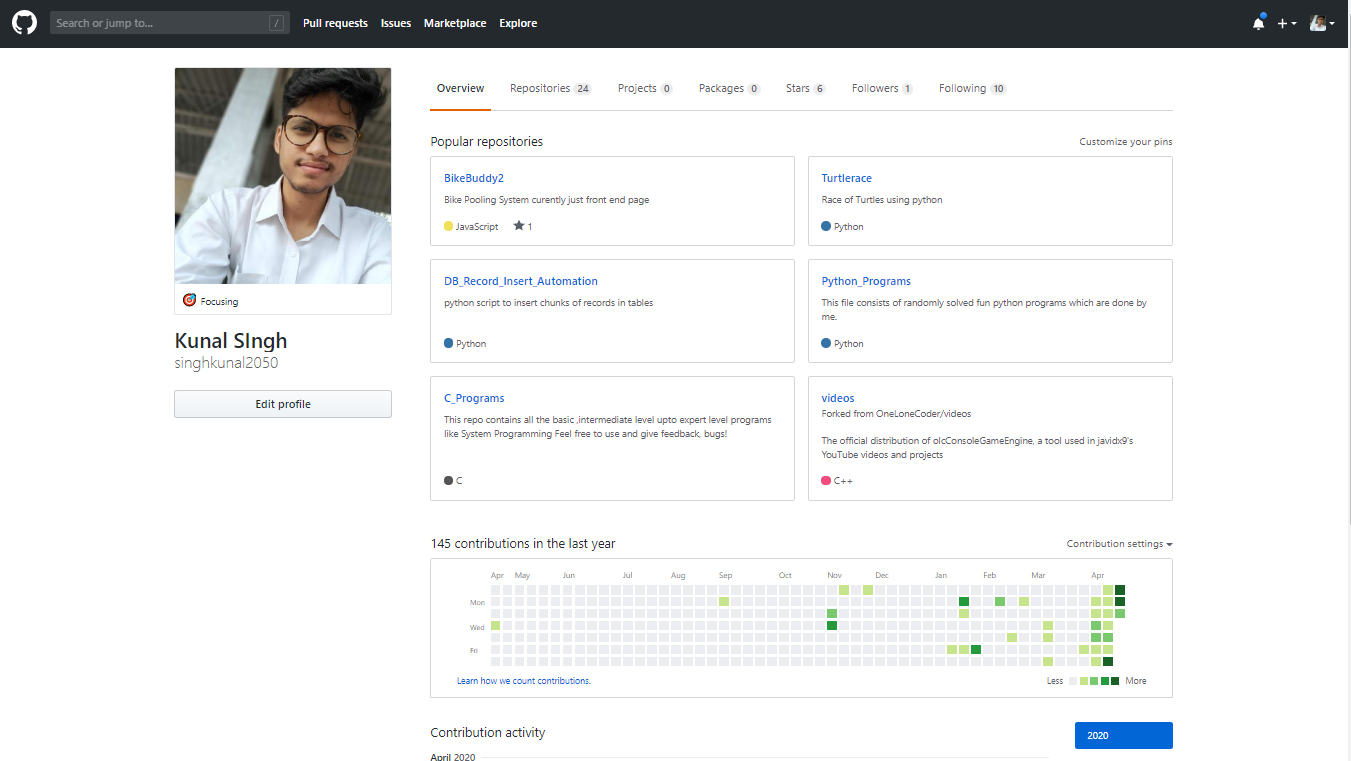 Search or jump to... /
Pull requests Issues Marketplace Explore
Overview Repositories 24 Projects 0 Packages 0 Stars 6 Followers 1 Following 10
Focusing
Kunal SIngh
singhkunal2050
Edit profile
Popular repositories
Customize your pins
BikeBuddy2
Bike Pooling System curently just front end page
JavaScript 1
Turtlerace
Race of Turtles using python
Python
DB_Record_Insert_Automation
python script to insert chunks of records in tables
Python
Python_Programs
This file consists of randomly solved fun python programs which are done by
me.
Python
C_Programs
This repo contains all the basic ,intermediate level upto expert level programs
like System Programming Feel free to use and give feedback, bugs!
C
videos
Forked from OneLoneCoder/videos
The official distribution of olcConsoleGameEngine, a tool used in javidx9's
YouTube videos and projects
C++
145 contributions in the last year
Contribution settings
Apr May Jun Jul Aug Sep Oct Nov Dec Jan Feb Mar Apr
Mon
Wed
Fri
Learn how we count contributions.
Less More
Contribution activity
2020
April 2020